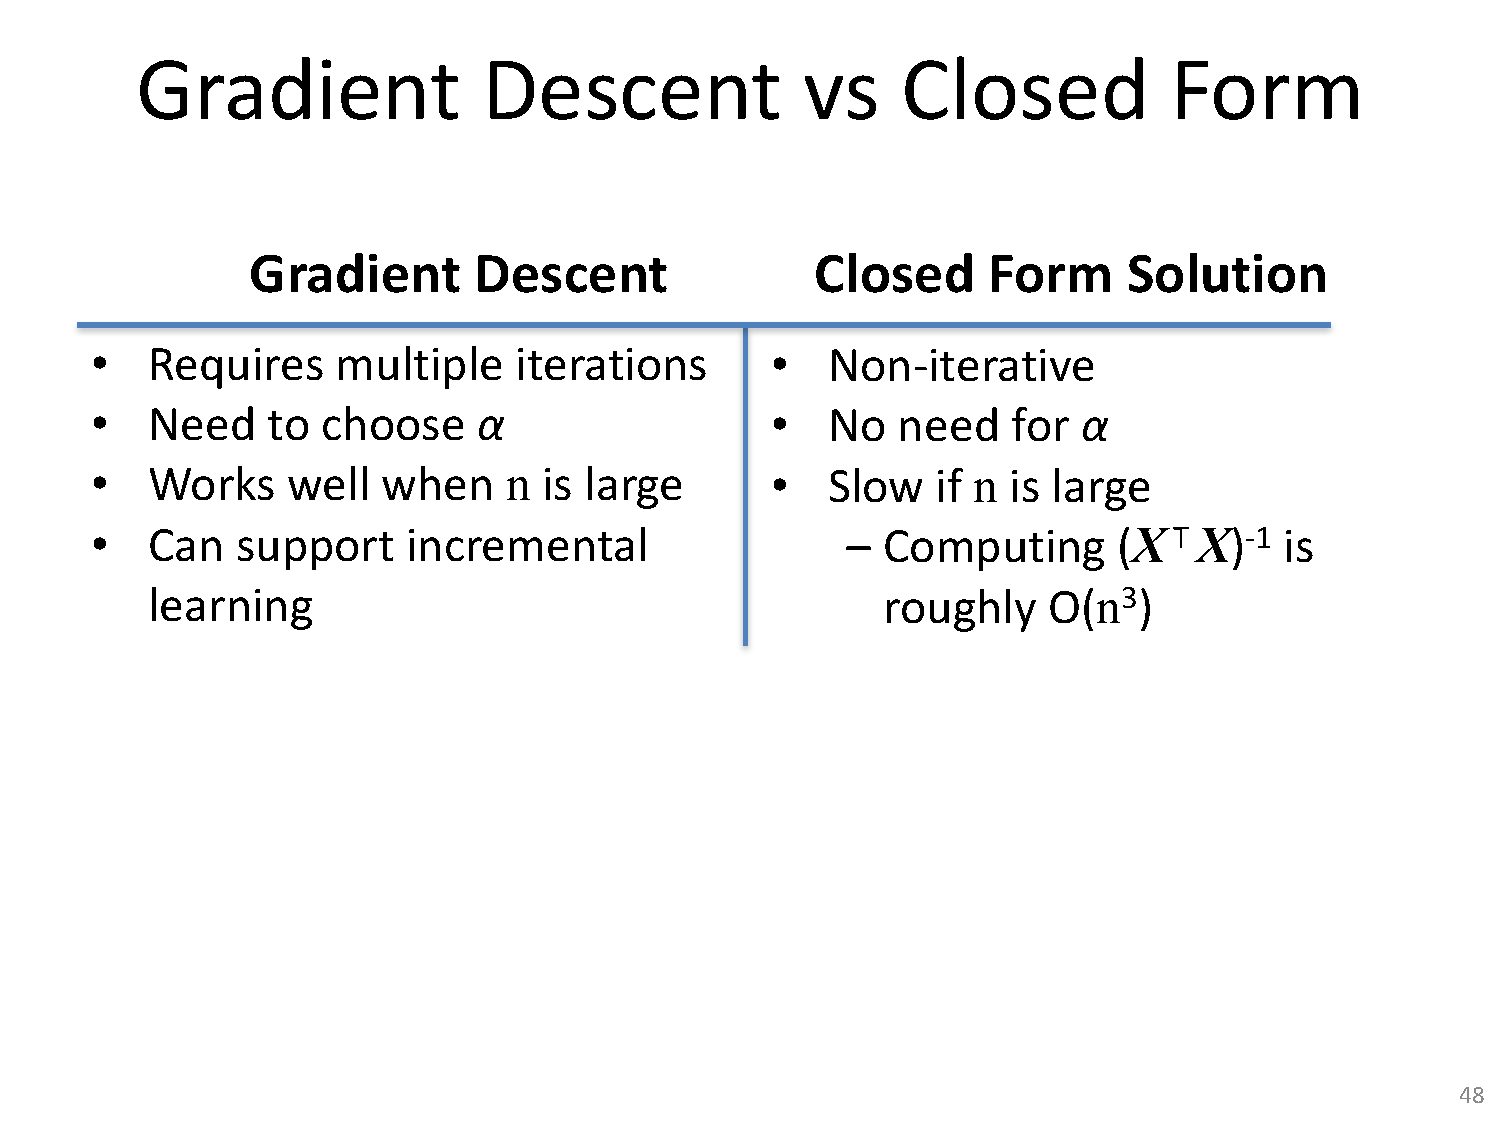 Gradient Descent vs Closed Form
Gradient Descent
• Requires multiple iterations
• Need to choose α
• Works well when n is large
• Can support incremental
learning
Closed Form Solution
• Non-iterative
• No need for α
• Slow if n is large
– Computing (X⊤X)⁻¹ is
roughly O(n³)
48